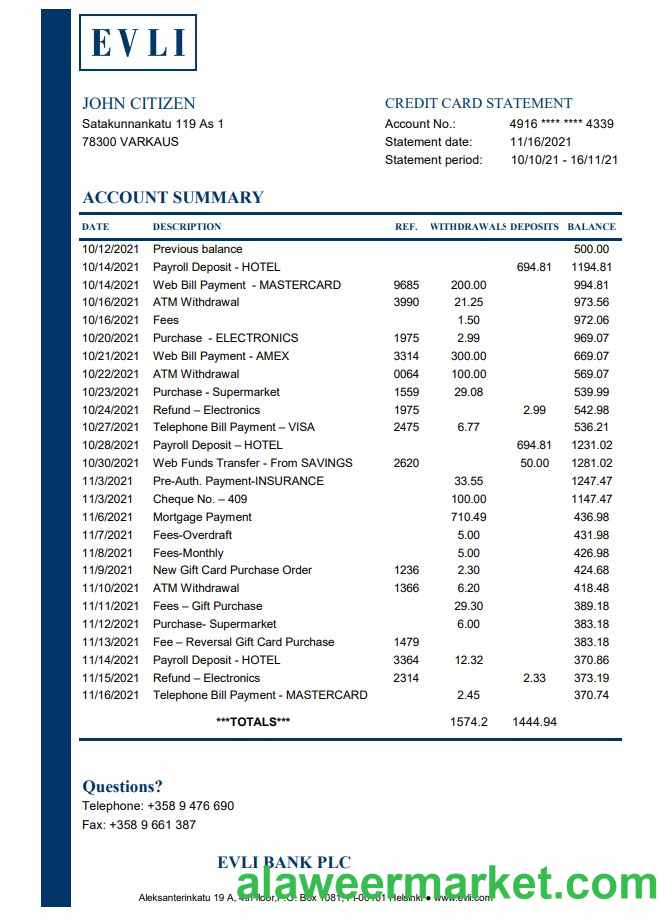 EVLI
JOHN CITIZEN
Satakunnankatu 119 As 1
78300 VARKAUS
CREDIT CARD STATEMENT
Account No.: 4916 **** **** 4339
Statement date: 11/16/2021
Statement period: 10/10/21 - 16/11/21
ACCOUNT SUMMARY
DATE DESCRIPTION REF. WITHDRAWALS DEPOSITS BALANCE
10/12/2021 Previous balance 500.00
10/14/2021 Payroll Deposit - HOTEL 694.81 1194.81
10/14/2021 Web Bill Payment - MASTERCARD 9685 200.00 994.81
10/16/2021 ATM Withdrawal 3990 21.25 973.56
10/16/2021 Fees 1.50 972.06
10/20/2021 Purchase - ELECTRONICS 1975 2.99 969.07
10/21/2021 Web Bill Payment - AMEX 3314 300.00 669.07
10/22/2021 ATM Withdrawal 0064 100.00 569.07
10/23/2021 Purchase - Supermarket 1559 29.08 539.99
10/24/2021 Refund – Electronics 1975 2.99 542.98
10/27/2021 Telephone Bill Payment – VISA 2475 6.77 536.21
10/28/2021 Payroll Deposit – HOTEL 694.81 1231.02
10/30/2021 Web Funds Transfer - From SAVINGS 2620 50.00 1281.02
11/3/2021 Pre-Auth. Payment-INSURANCE 33.55 1247.47
11/3/2021 Cheque No. – 409 100.00 1147.47
11/6/2021 Mortgage Payment 710.49 436.98
11/7/2021 Fees-Overdraft 5.00 431.98
11/8/2021 Fees-Monthly 5.00 426.98
11/9/2021 New Gift Card Purchase Order 1236 2.30 424.68
11/10/2021 ATM Withdrawal 1366 6.20 418.48
11/11/2021 Fees – Gift Purchase 29.30 389.18
11/12/2021 Purchase- Supermarket 6.00 383.18
11/13/2021 Fee – Reversal Gift Card Purchase 1479 383.18
11/14/2021 Payroll Deposit - HOTEL 3364 12.32 370.86
11/15/2021 Refund – Electronics 2314 2.33 373.19
11/16/2021 Telephone Bill Payment - MASTERCARD 2.45 370.74
***TOTALS*** 1574.2 1444.94
Questions?
Telephone: +358 9 476 690
Fax: +358 9 661 387
EVLI BANK PLC
alaweermarket.com
Aleksanterinkatu 19 A, 4th floor, P.O. Box 1081, FI-00101 Helsinki ● www.evli.com